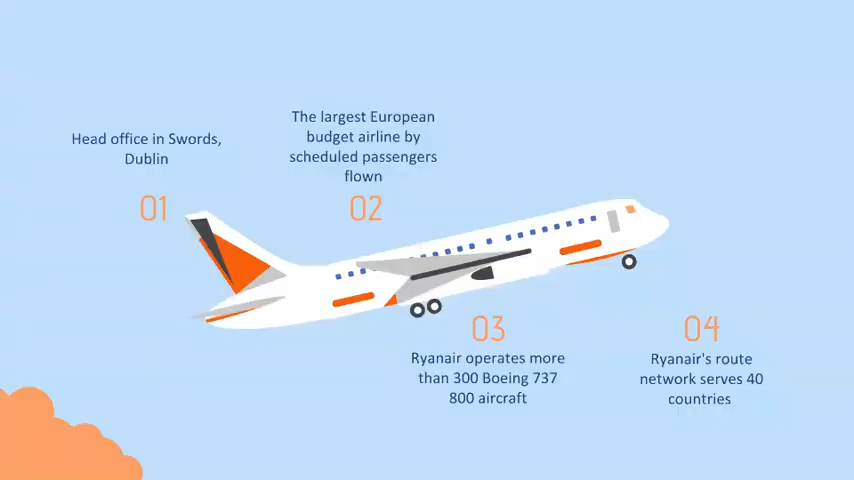 Head office in Swords,
Dublin
01
The largest European
budget airline by
scheduled passengers
flown
02
03
Ryanair operates more
than 300 Boeing 737
800 aircraft
04
Ryanair's route
network serves 40
countries